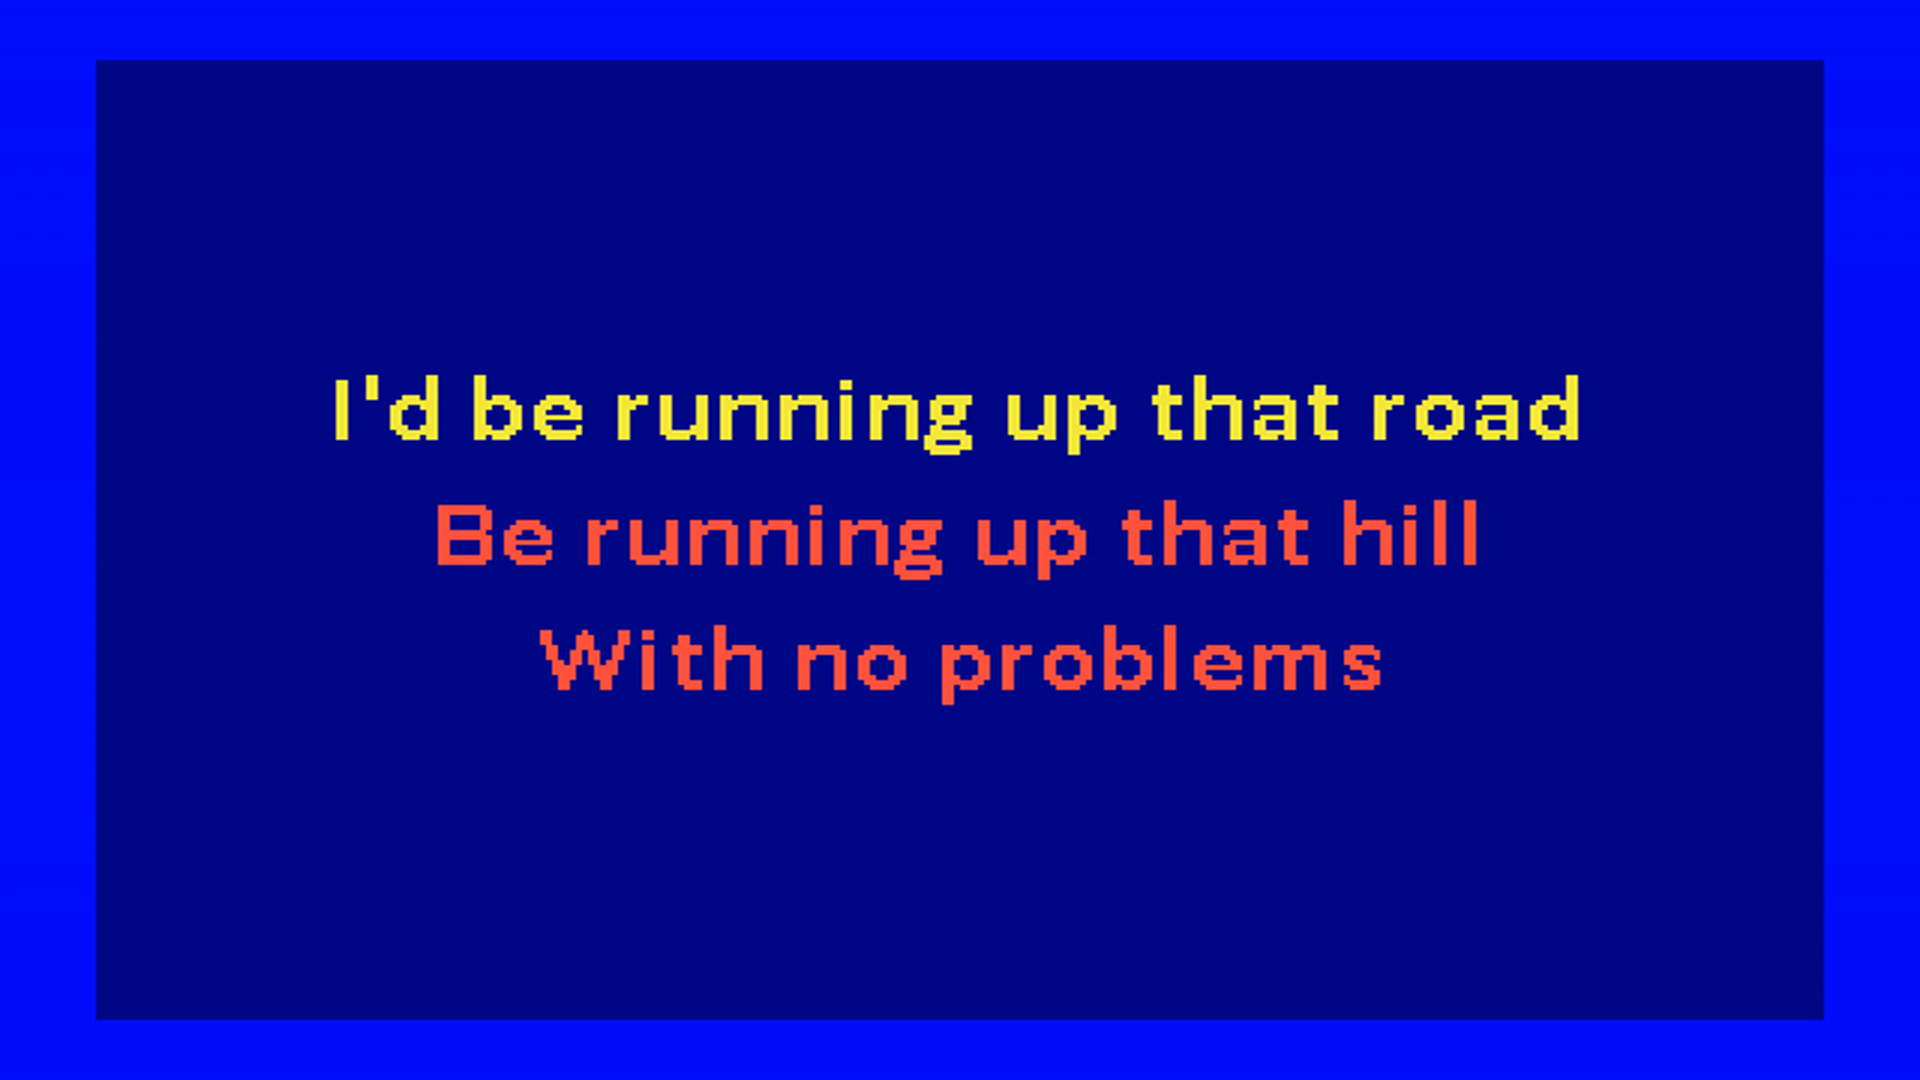 I'd be running up that road
Be running up that hill
With no problems